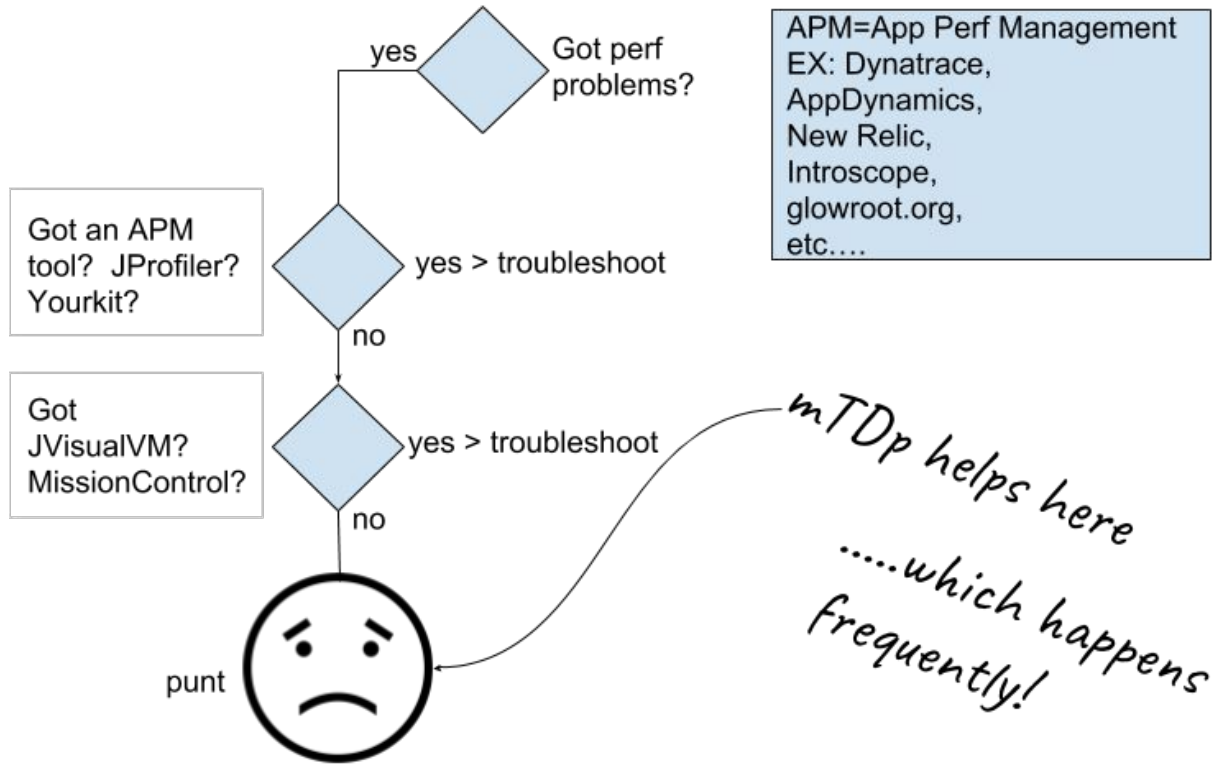 yes
Got perf
problems?
APM=App Perf Management
EX: Dynatrace,
AppDynamics,
New Relic,
Introscope,
glowroot.org,
etc....
Got an APM
tool? JProfiler?
Yourkit?
yes > troubleshoot
no
Got
JVisualVM?
MissionControl?
yes > troubleshoot
no
mTDp helps here
.....which happens
frequently!
punt